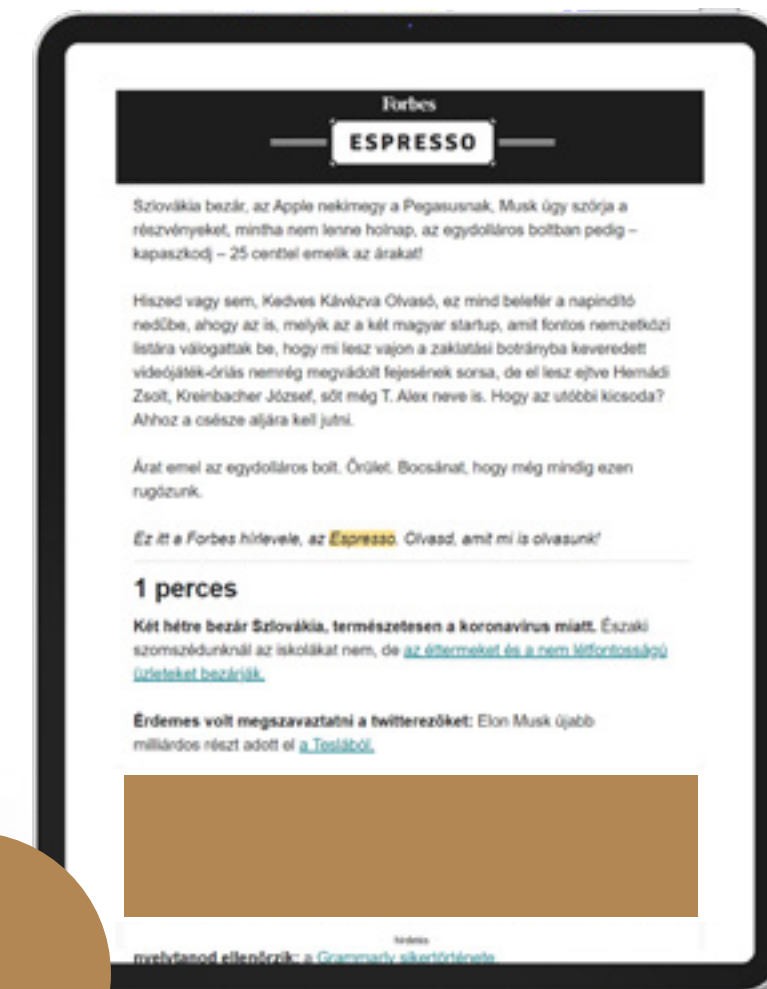 Forbes
ESPRESSO
Szlovákia bezár, az Apple nekimegy a Pegasusnak, Musk úgy szórja a
részvényeket, mintha nem lenne holnap, az egydolláros boltban pedig –
kapaszkodj – 25 centtel emelik az árakat!
Hiszed vagy sem, Kedves Kávézva Olvasó, ez mind belefér a napindító
nedűbe, ahogy az is, melyik az a két magyar startup, amit fontos nemzetközi
listára válogattak be, hogy mi lesz vajon a zaklatási botrányba keveredett
videójáték-óriás nemrég megvádolt fejesének sorsa, de el lesz ejtve Hernádi
Zsolt, Kreinbacher József, sőt még T. Alex neve is. Hogy az utóbbi kicsoda?
Ahhoz a csésze aljára kell jutni.
Árat emel az egydolláros bolt. Őrület. Bocsánat, hogy még mindig ezen
rugózunk.
Ez itt a Forbes hírlevele, az Espresso. Olvasd, amit mi is olvasunk!
1 perces
Két hétre bezár Szlovákia, természetesen a koronavírus miatt. Északi
szomszédunknál az iskolákat nem, de az éttermeket és a nem létfontosságú
üzleteket bezárják.
Érdemes volt megszavaztatni a twitterezőket: Elon Musk újabb
milliárdos részt adott el a Teslából.
hirdetés
nyelvtanod ellenőrzik: a Grammarly sikertörténete